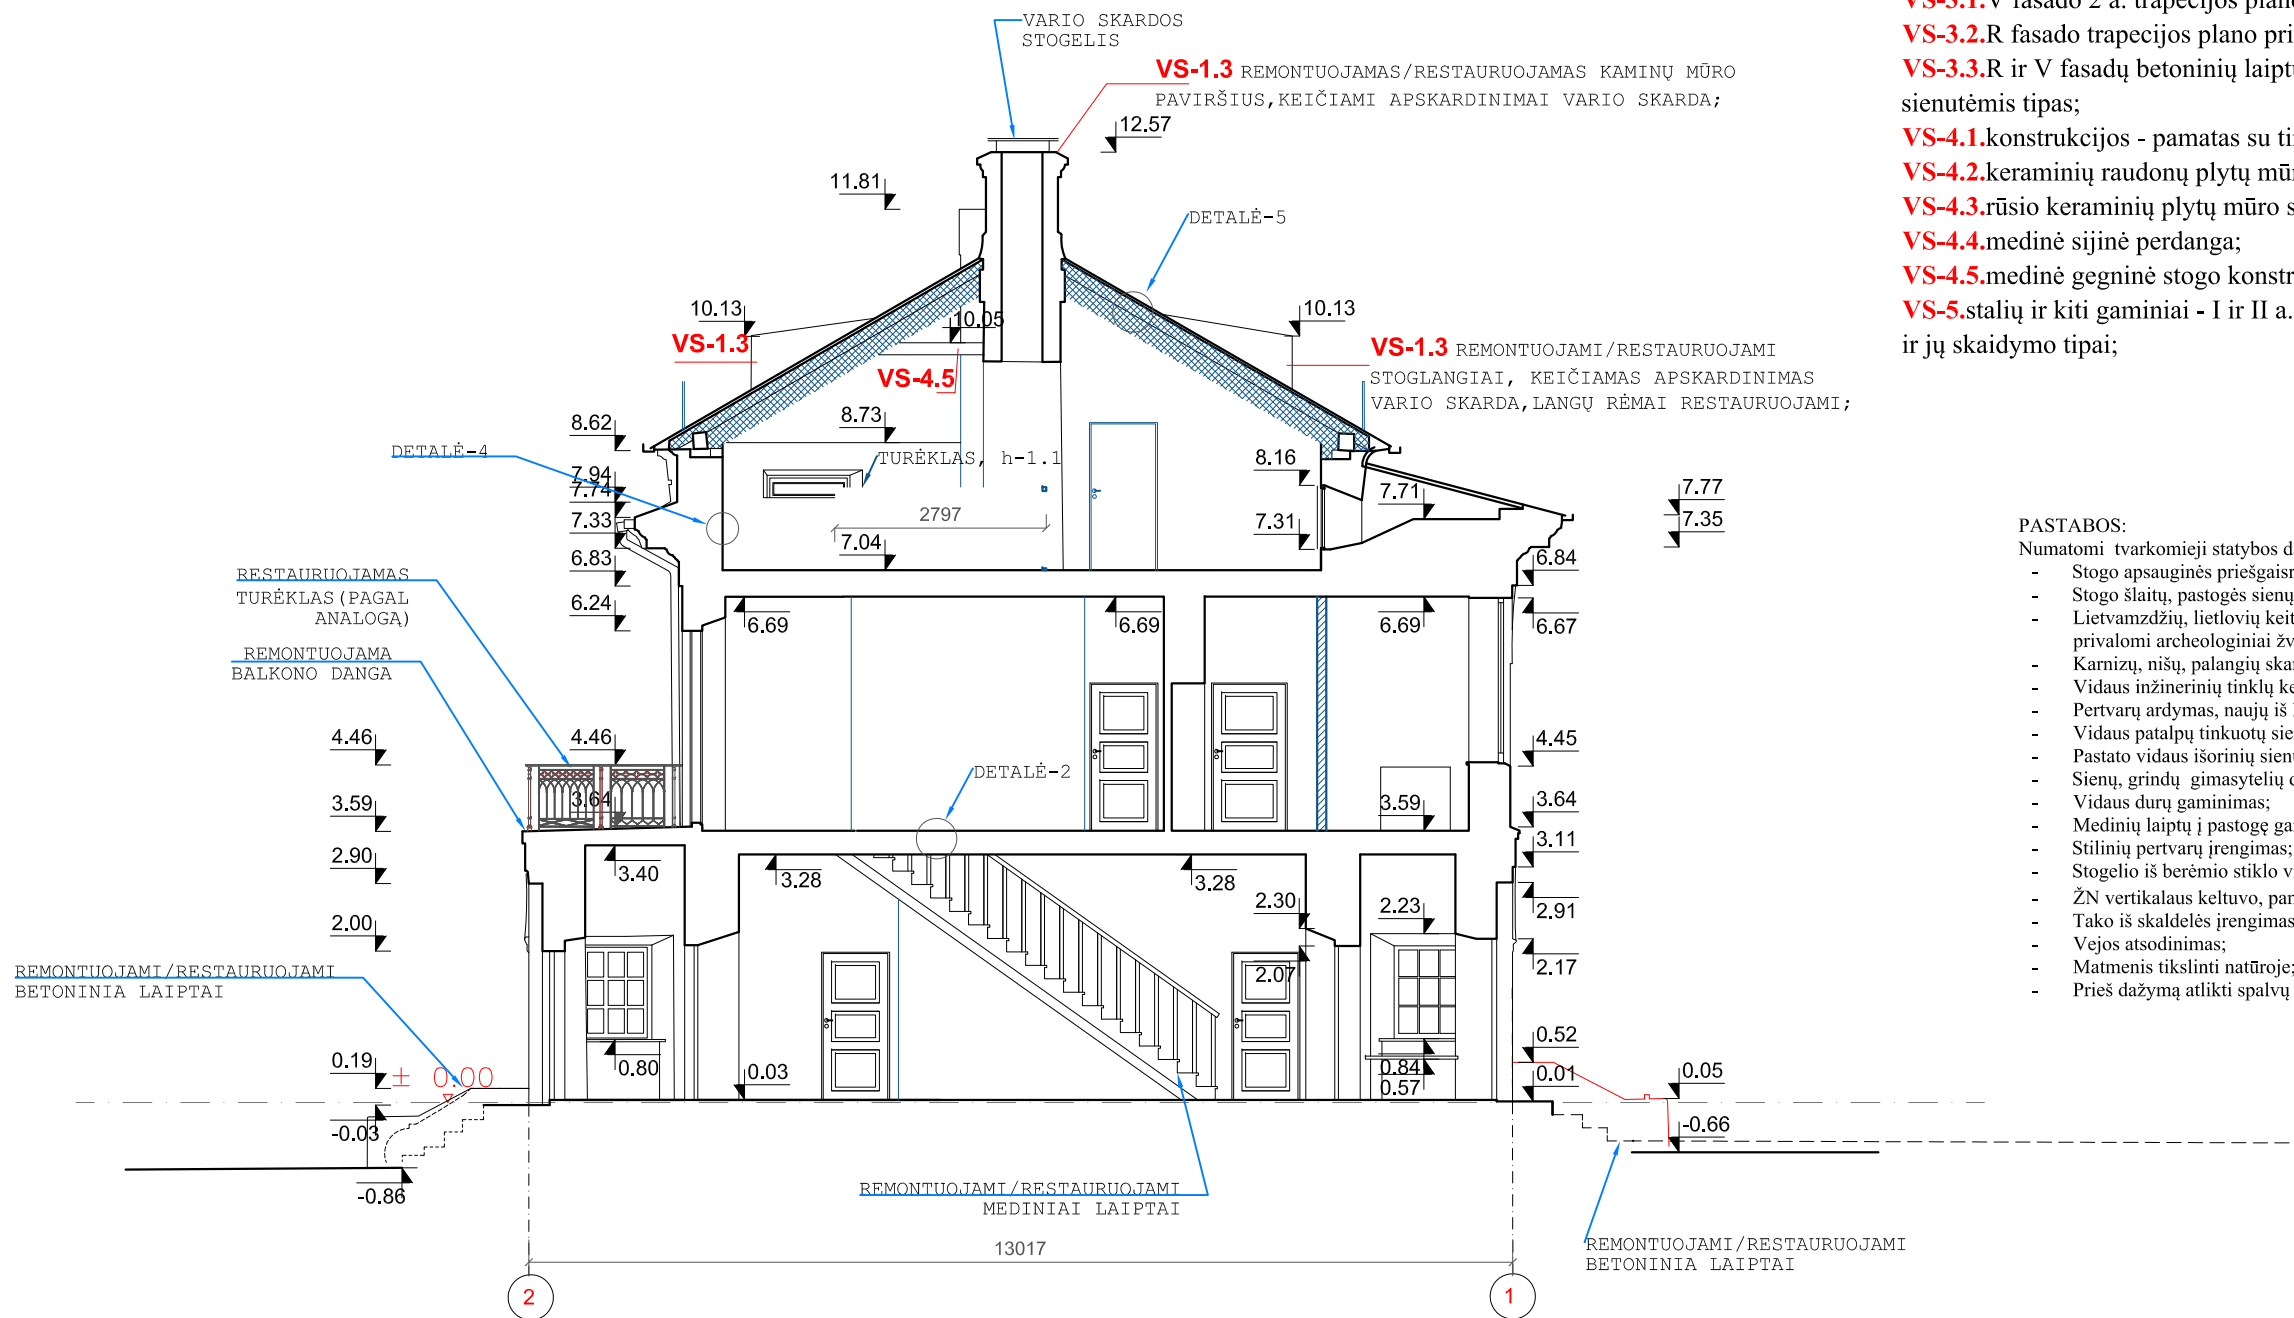 VARIO SKARDOS
STOGELIS
VS-1.3 REMONTUOJAMAS/RESTAURUOJAMAS KAMINŲ MŪRO
PAVIRŠIUS,KEIČIAMI APSKARDINIMAI VARIO SKARDA;
12.57
11.81
DETALĖ-5
10.13
10.05
10.13
VS-1.3
VS-4.5
VS-1.3 REMONTUOJAMI/RESTAURUOJAMI
STOGLANGIAI, KEIČIAMAS APSKARDINIMAS
VARIO SKARDA,LANGŲ RĖMAI RESTAURUOJAMI;
8.62
8.73
DETALĖ-4
TURĖKLAS, h-1.1
8.16
7.94
7.74
7.71
7.77
7.33
2797
7.31
7.35
7.04
6.83
6.84
RESTAURUOJAMAS
TURĖKLAS(PAGAL
ANALOGĄ)
6.24
6.69
6.69
6.69
6.67
REMONTUOJAMA
BALKONO DANGA
4.46
4.46
4.45
DETALĖ-2
3.59
3.64
3.59
3.64
2.90
3.40
3.28
3.28
3.11
2.00
2.30
2.23
2.91
2.07
2.17
REMONTUOJAMI/RESTAURUOJAMI
BETONINIA LAIPTAI
0.52
0.19
± 0.00
0.80
0.03
0.84
0.57
0.01
0.05
-0.03
-0.66
-0.86
REMONTUOJAMI/RESTAURUOJAMI
MEDINIAI LAIPTAI
13017
REMONTUOJAMI/RESTAURUOJAMI
BETONINIA LAIPTAI
2
1
VS-3.1.V fasado 2 a. trapecijos
VS-3.2.R fasado trapecijos plano
VS-3.3.R ir V fasadų betoninių
sienutėmis tipas;
VS-4.1.konstrukcijos - pamatas su
VS-4.2.keraminių raudonų plytų
VS-4.3.rūsio keraminių plytų mūro
VS-4.4.medinė sijinė perdanga;
VS-4.5.medinė gegninė stogo
VS-5.stalių ir kiti gaminiai - I ir II a.
ir jų skaidymo tipai;
PASTABOS:
Numatomi tvarkomieji statybos
- Stogo apsauginės
- Stogo šlaitų, pastogės sienų
- Lietvamzdžių, lietlovių
privalomi archeologiniai
- Karnizų, nišų, palangių
- Vidaus inžinerinių tinklų
- Pertvarų ardymas, naujų iš
- Vidaus patalpų tinkuotų
- Pastato vidaus išorinių
- Sienų, grindų gimasytelių
- Vidaus durų gaminimas;
- Medinių laiptų į pastogę
- Stilinių pertvarų įrengimas;
- Stogelio iš berėmio stiklo
- ŽN vertikalaus keltuvo,
- Tako iš skaldelės įrengimas
- Vejos atsodinimas;
- Matmenis tikslinti natūroje;
- Prieš dažymą atlikti spalvų